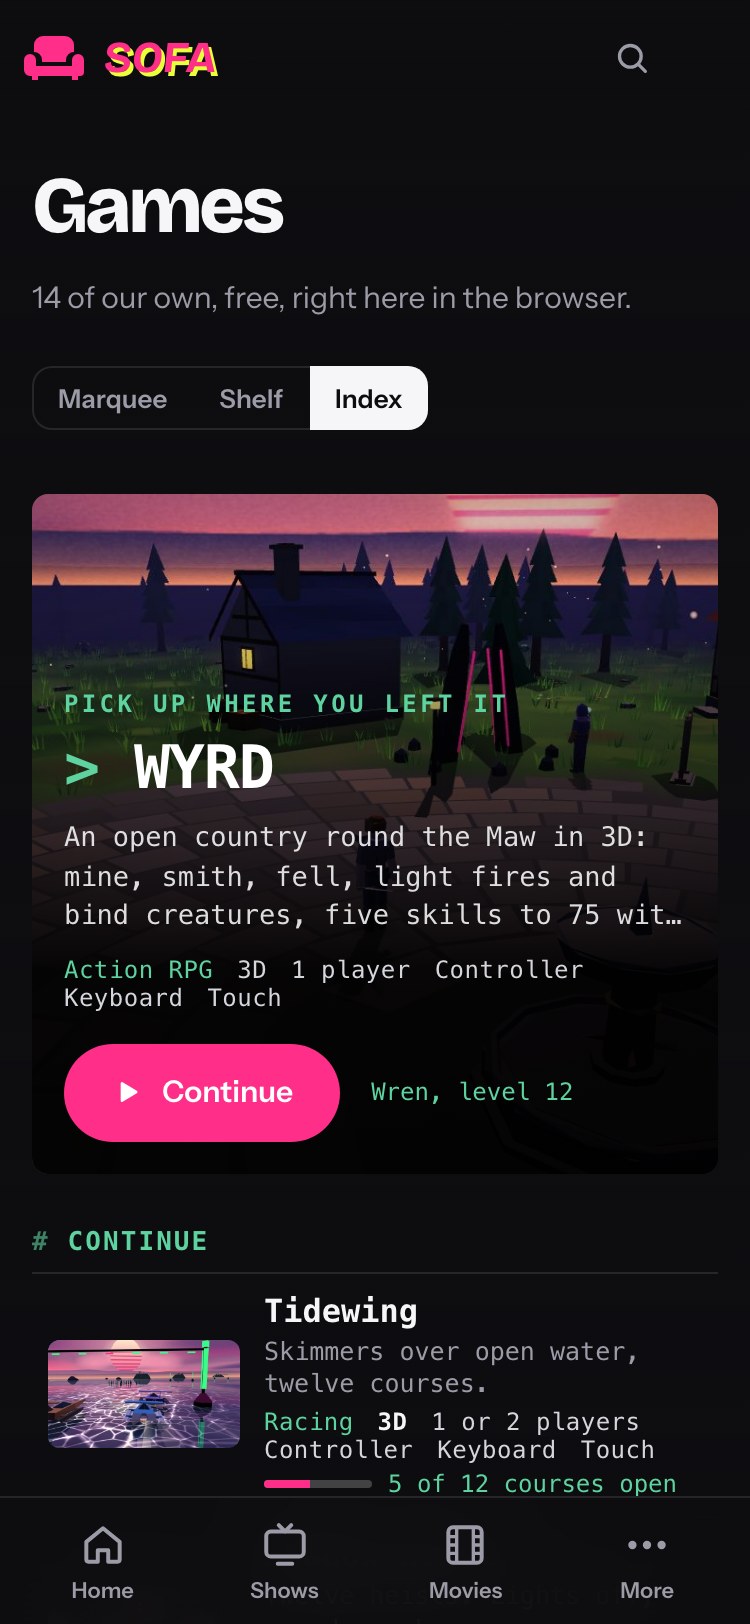 SOFA
Games
14 of our own, free, right here in the browser.
Marquee Shelf Index
PICK UP WHERE YOU LEFT IT
> WYRD
An open country round the Maw in 3D:
mine, smith, fell, light fires and
bind creatures, five skills to 75 wit…
Action RPG 3D 1 player Controller
Keyboard Touch
Continue Wren, level 12
# CONTINUE
Tidewing
Skimmers over open water,
twelve courses.
Racing 3D 1 or 2 players
Controller Keyboard Touch
5 of 12 courses open
Home Shows Movies More